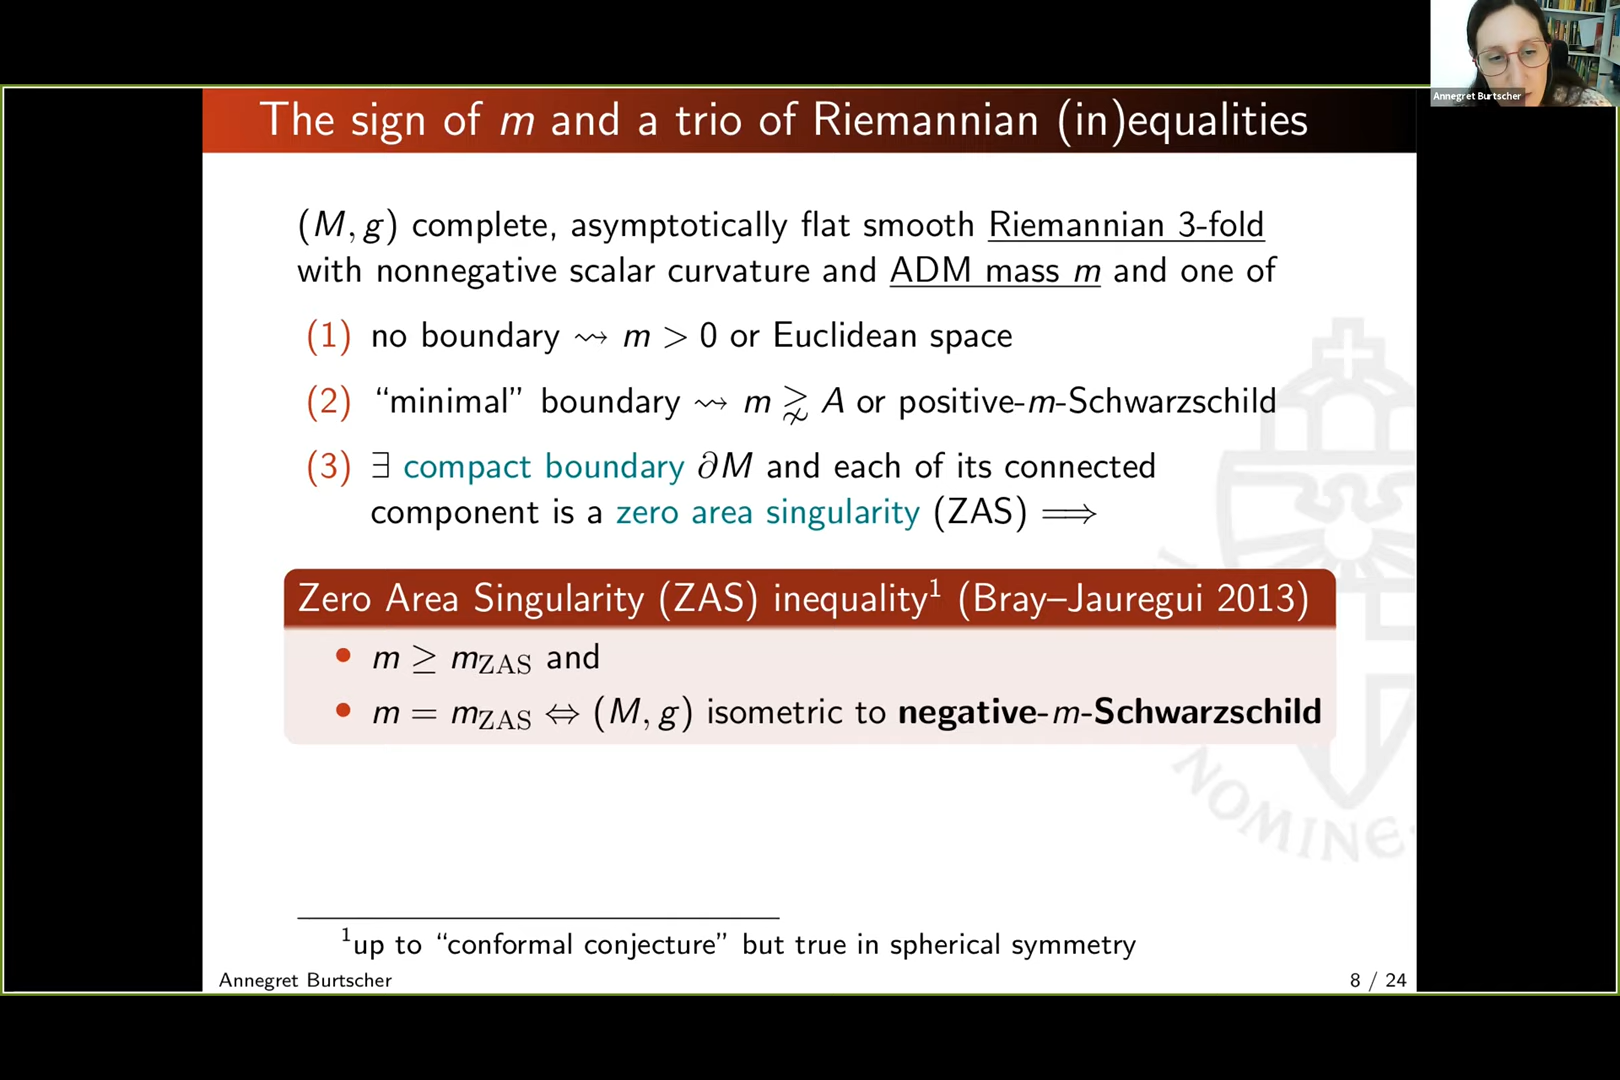 Annegret Burtscher
The sign of m and a trio of Riemannian (in)equalities
(M, g) complete, asymptotically flat smooth Riemannian 3-fold
with nonnegative scalar curvature and ADM mass m and one of
(1) no boundary ⇝ m > 0 or Euclidean space
(2) “minimal” boundary ⇝ m ⪆̸ A or positive-m-Schwarzschild
(3) ∃ compact boundary ∂M and each of its connected
component is a zero area singularity (ZAS) ⟹
Zero Area Singularity (ZAS) inequality¹ (Bray–Jauregui 2013)
• m ≥ m_ZAS and
• m = m_ZAS ⇔ (M, g) isometric to negative-m-Schwarzschild
¹up to “conformal conjecture” but true in spherical symmetry
Annegret Burtscher
8 / 24
NOMINE